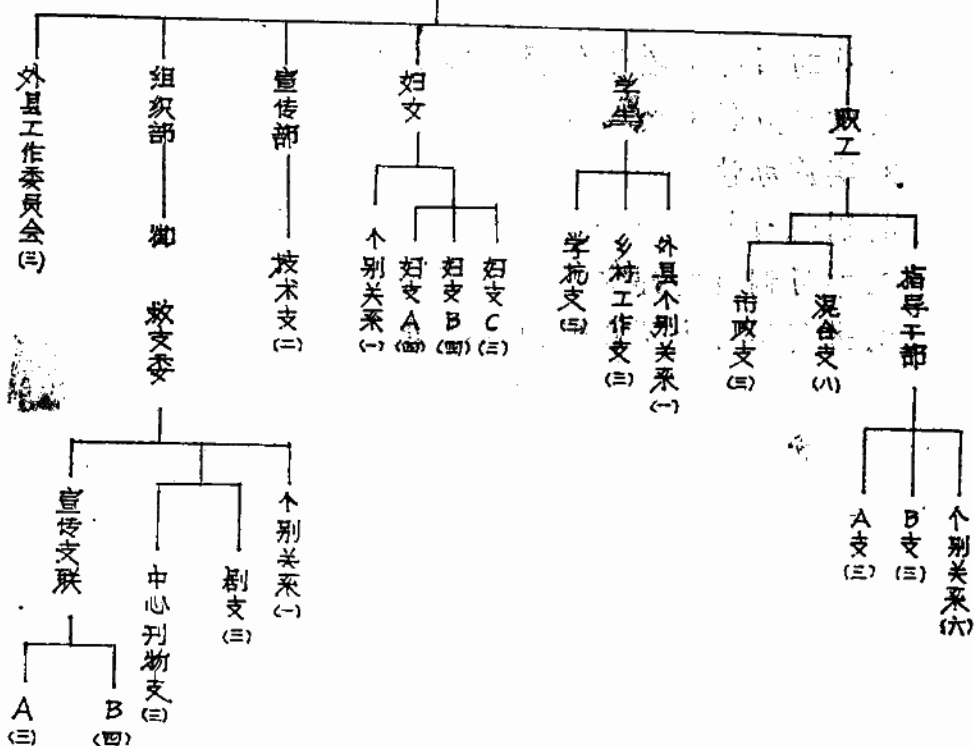 外县工作委员会(三)
组织部
宣传部
妇女
学生
职工
救支委
技术支(二)
个别关系(一)
妇支A(四)
妇支B(四)
妇支C(三)
学抗支(三)
乡村工作支(三)
外县个别关系(一)
市政支(三)
混合支(八)
指导干部
宣传支联
中心刊物支(三)
剧支(三)
个别关系(一)
A支(三)
B支(三)
个别关系(六)
A(三)
B(四)